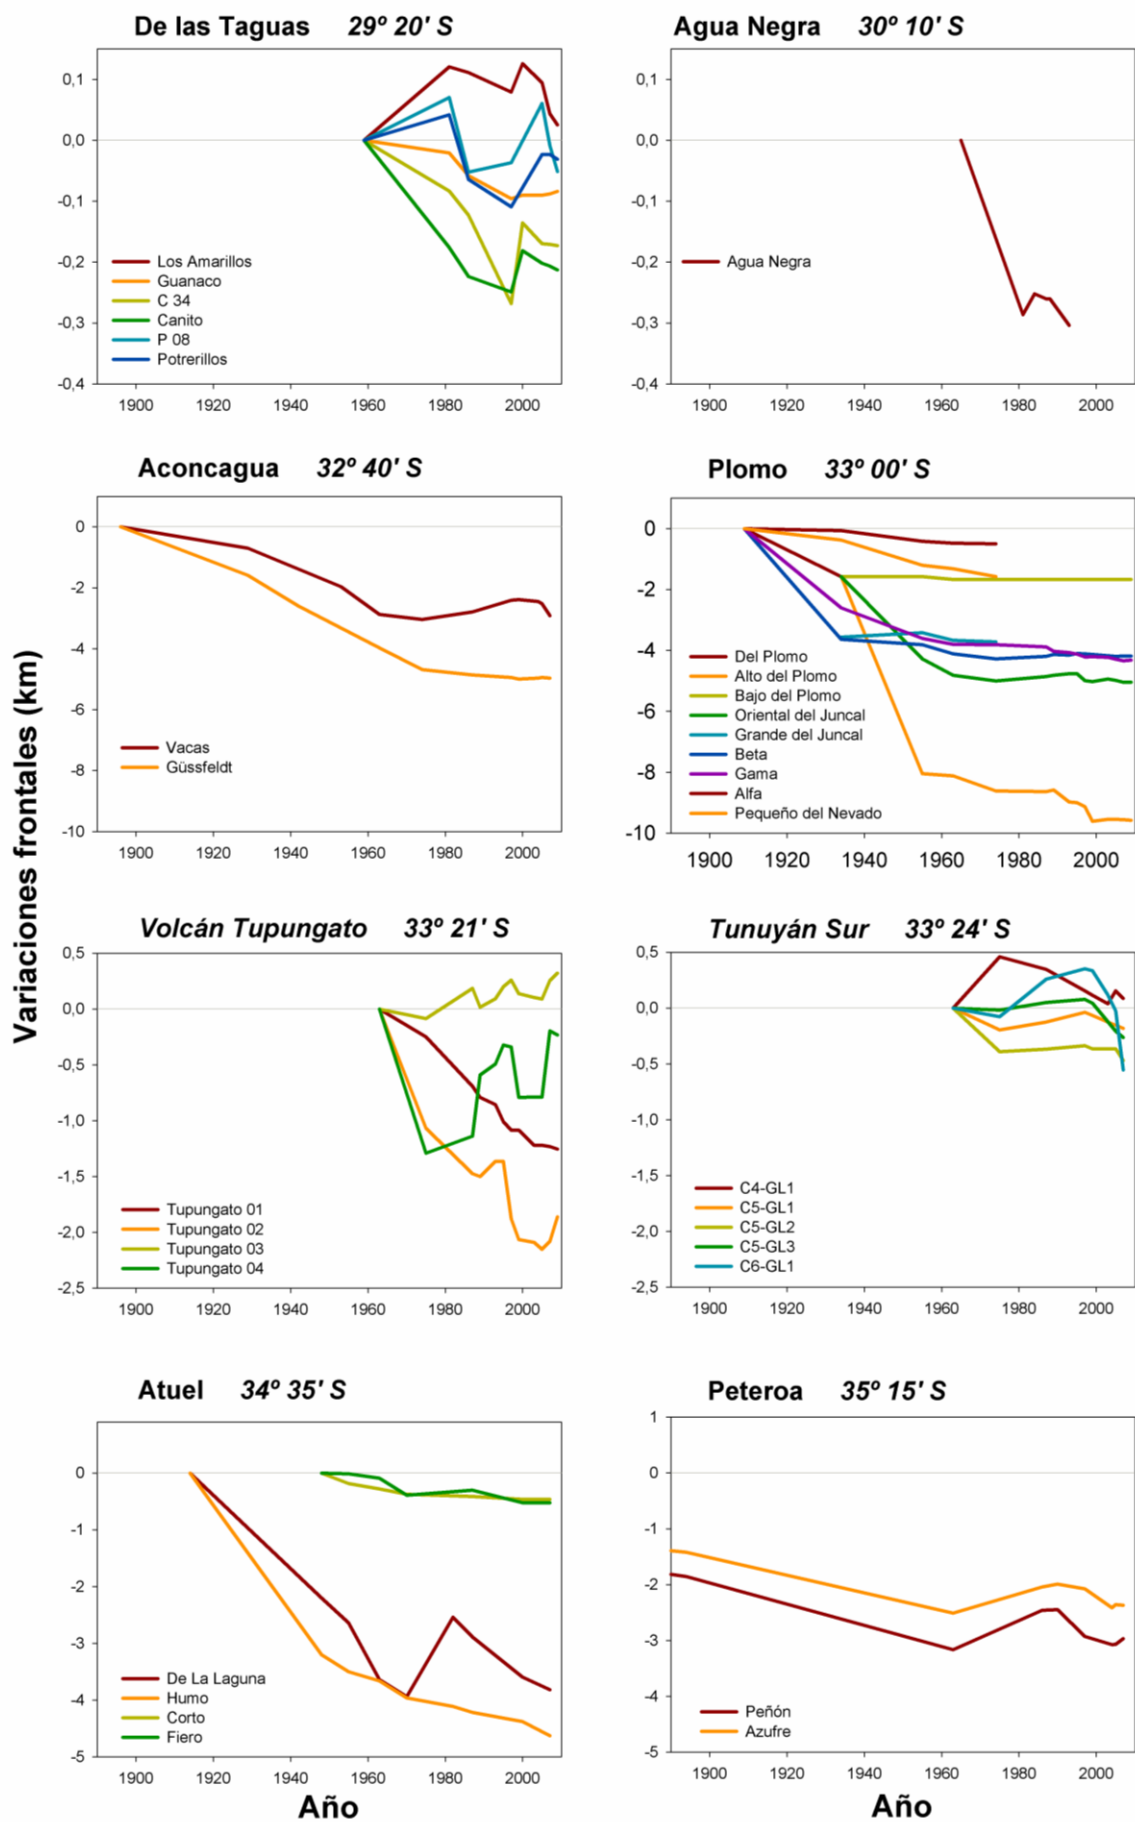 De las Taguas 29º 20' S
0,1
0,0
-0,1
-0,2
-0,3
-0,4
Los Amarillos
Guanaco
C 34
Canito
P 08
Potrerillos
1900 1920 1940 1960 1980 2000
Agua Negra 30º 10' S
0,1
0,0
-0,1
-0,2
-0,3
-0,4
Agua Negra
1900 1920 1940 1960 1980 2000
Aconcagua 32º 40' S
0
-2
-4
-6
-8
-10
Vacas
Güssfeldt
1900 1920 1940 1960 1980 2000
Plomo 33º 00' S
0
-2
-4
-6
-8
-10
Del Plomo
Alto del Plomo
Bajo del Plomo
Oriental del Juncal
Grande del Juncal
Beta
Gama
Alfa
Pequeño del Nevado
1900 1920 1940 1960 1980 2000
Variaciones frontales (km)
Volcán Tupungato 33º 21' S
0,5
0,0
-0,5
-1,0
-1,5
-2,0
-2,5
Tupungato 01
Tupungato 02
Tupungato 03
Tupungato 04
1900 1920 1940 1960 1980 2000
Tunuyán Sur 33º 24' S
0,5
0,0
-0,5
-1,0
-1,5
-2,0
-2,5
C4-GL1
C5-GL1
C5-GL2
C5-GL3
C6-GL1
1900 1920 1940 1960 1980 2000
Atuel 34º 35' S
0
-1
-2
-3
-4
-5
De La Laguna
Humo
Corto
Fiero
1900 1920 1940 1960 1980 2000
Año
Peteroa 35º 15' S
1
0
-1
-2
-3
-4
-5
Peñón
Azufre
1900 1920 1940 1960 1980 2000
Año